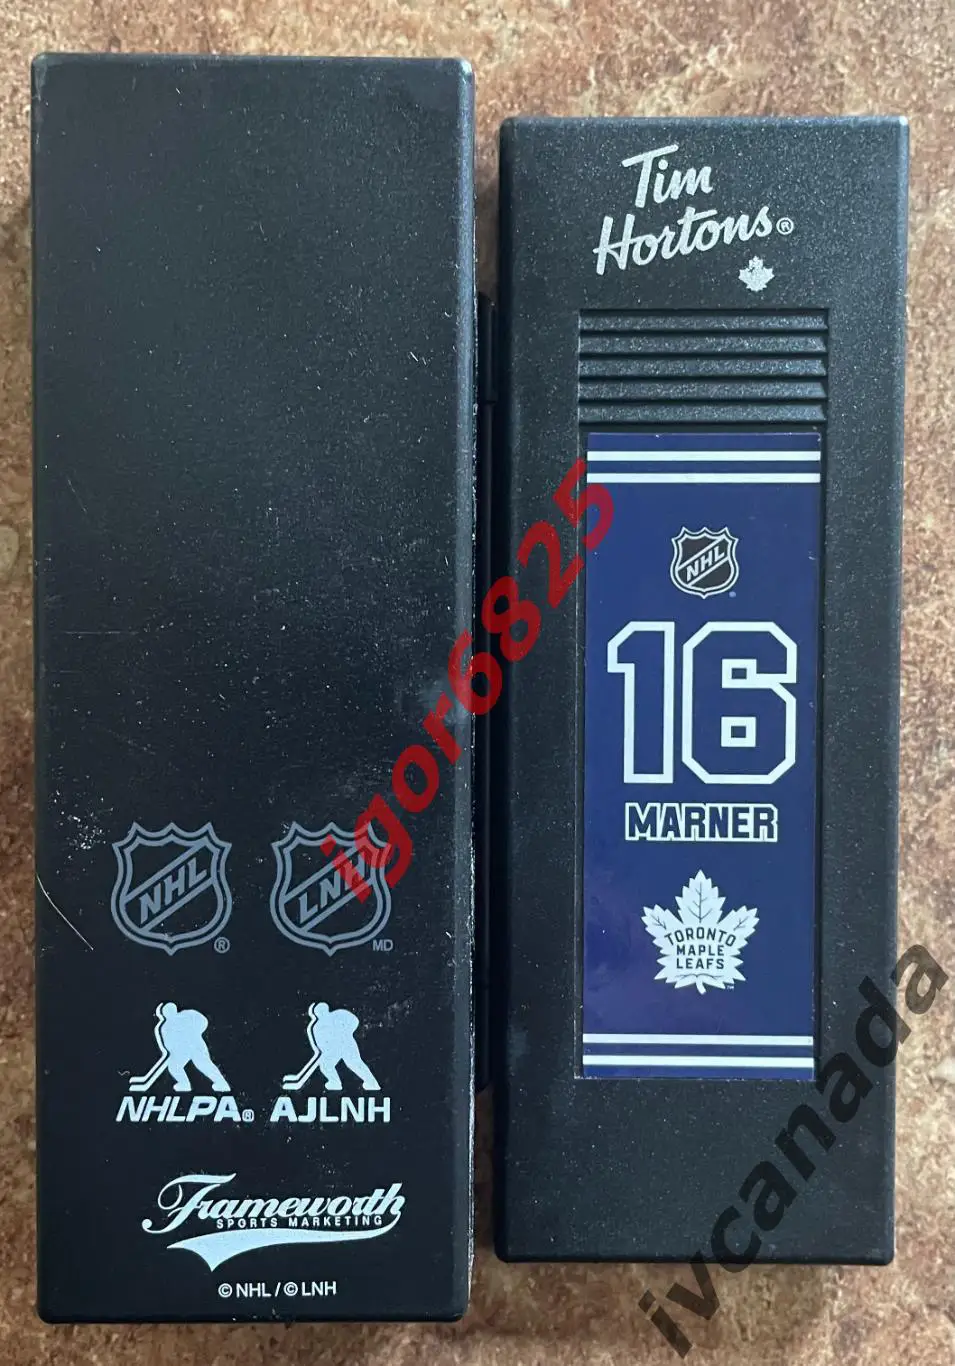 NHL
®
LNH
MD
NHLPA®
AJLNH
Frameworth
SPORTS MARKETING
© NHL / © LNH
Tim
Hortons®
NHL
®
16
MARNER
TORONTO
MAPLE
LEAFS
™
igor6825
ivcanada